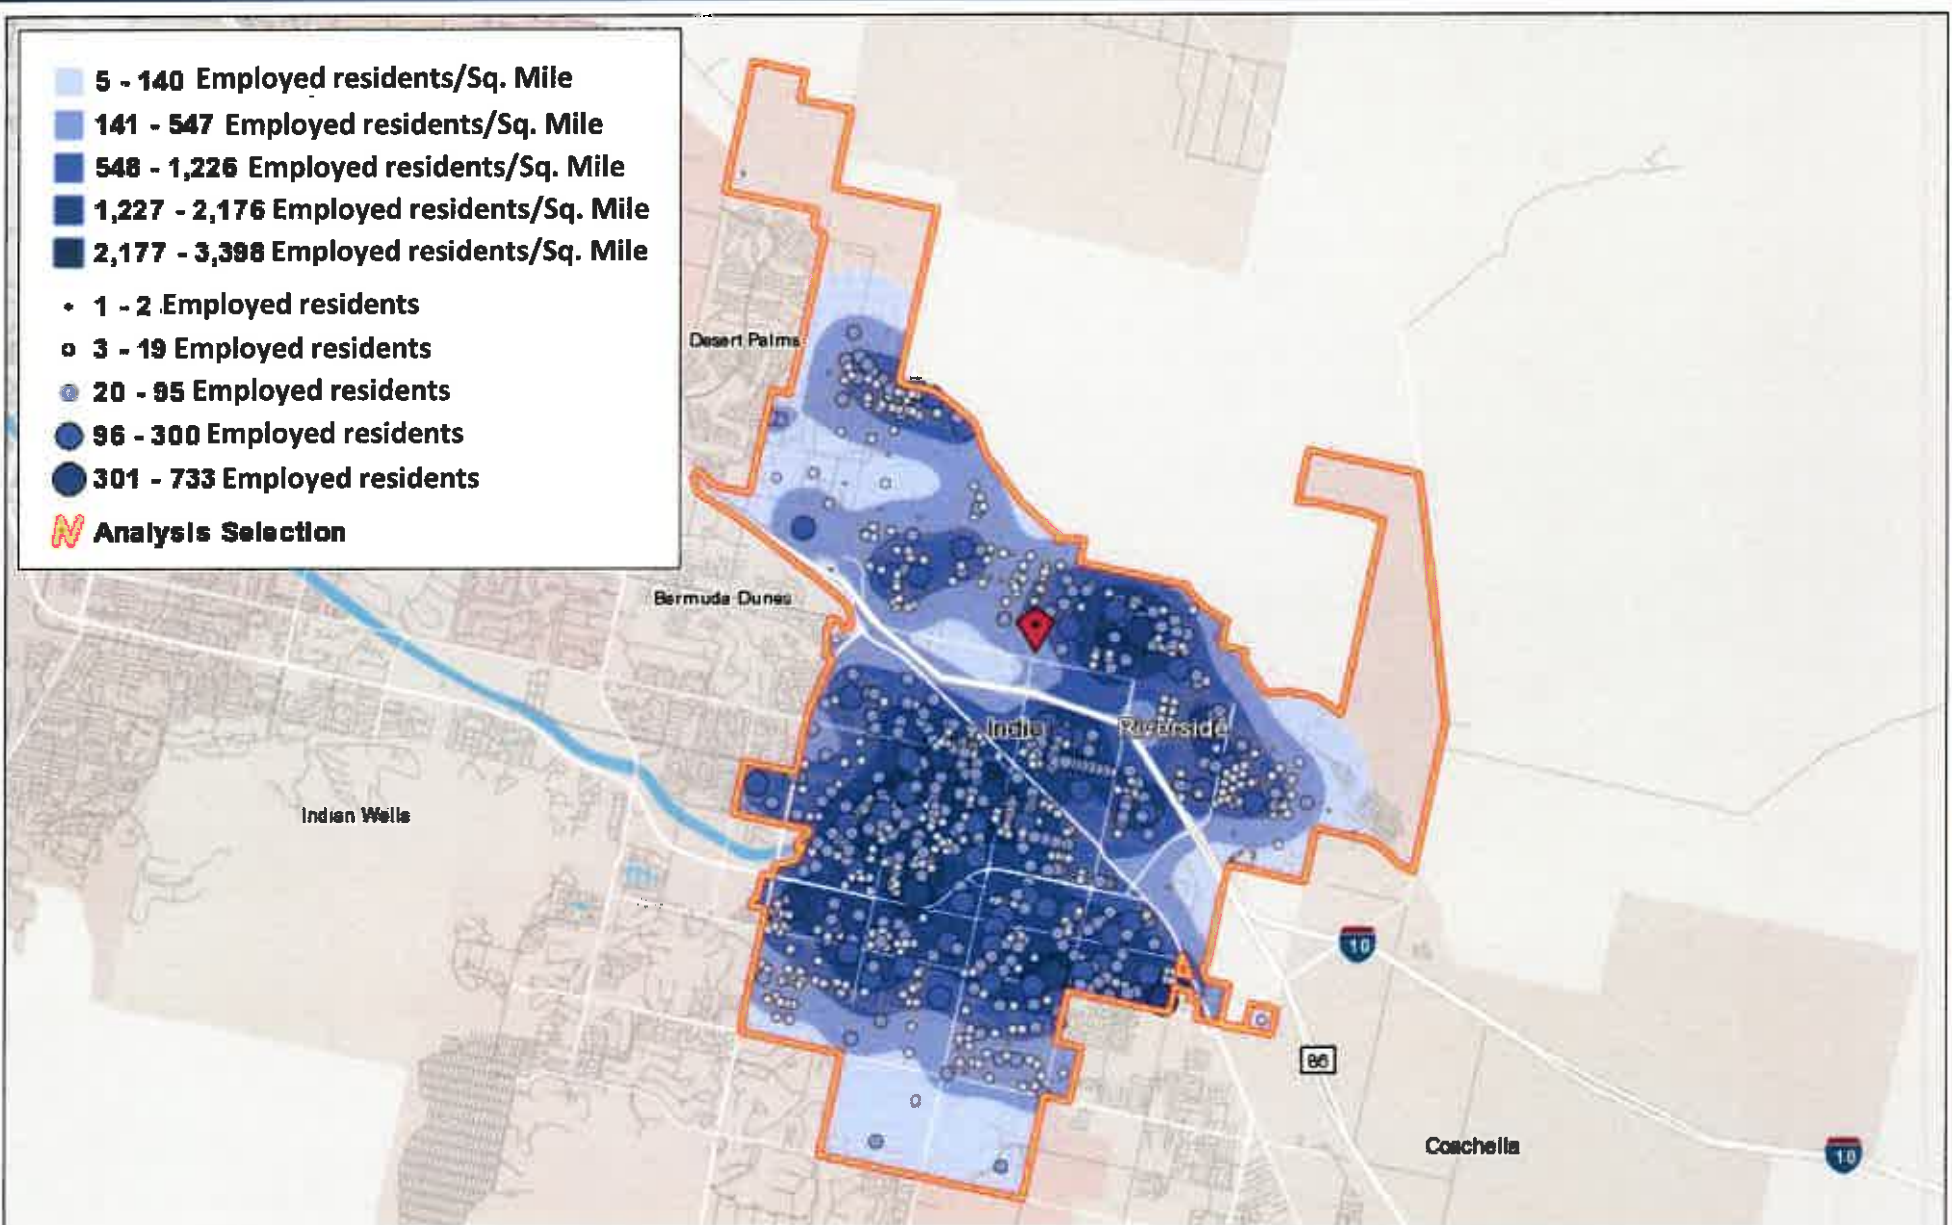 5 - 140 Employed residents/Sq. Mile
141 - 547 Employed residents/Sq. Mile
548 - 1,226 Employed residents/Sq. Mile
1,227 - 2,176 Employed residents/Sq. Mile
2,177 - 3,398 Employed residents/Sq. Mile
1 - 2 Employed residents
3 - 19 Employed residents
20 - 95 Employed residents
96 - 300 Employed residents
301 - 733 Employed residents
Analysis Selection
Desert Palms
Bermuda Dunes
Indio
Riverside
Indian Wells
10
86
Coachella
10